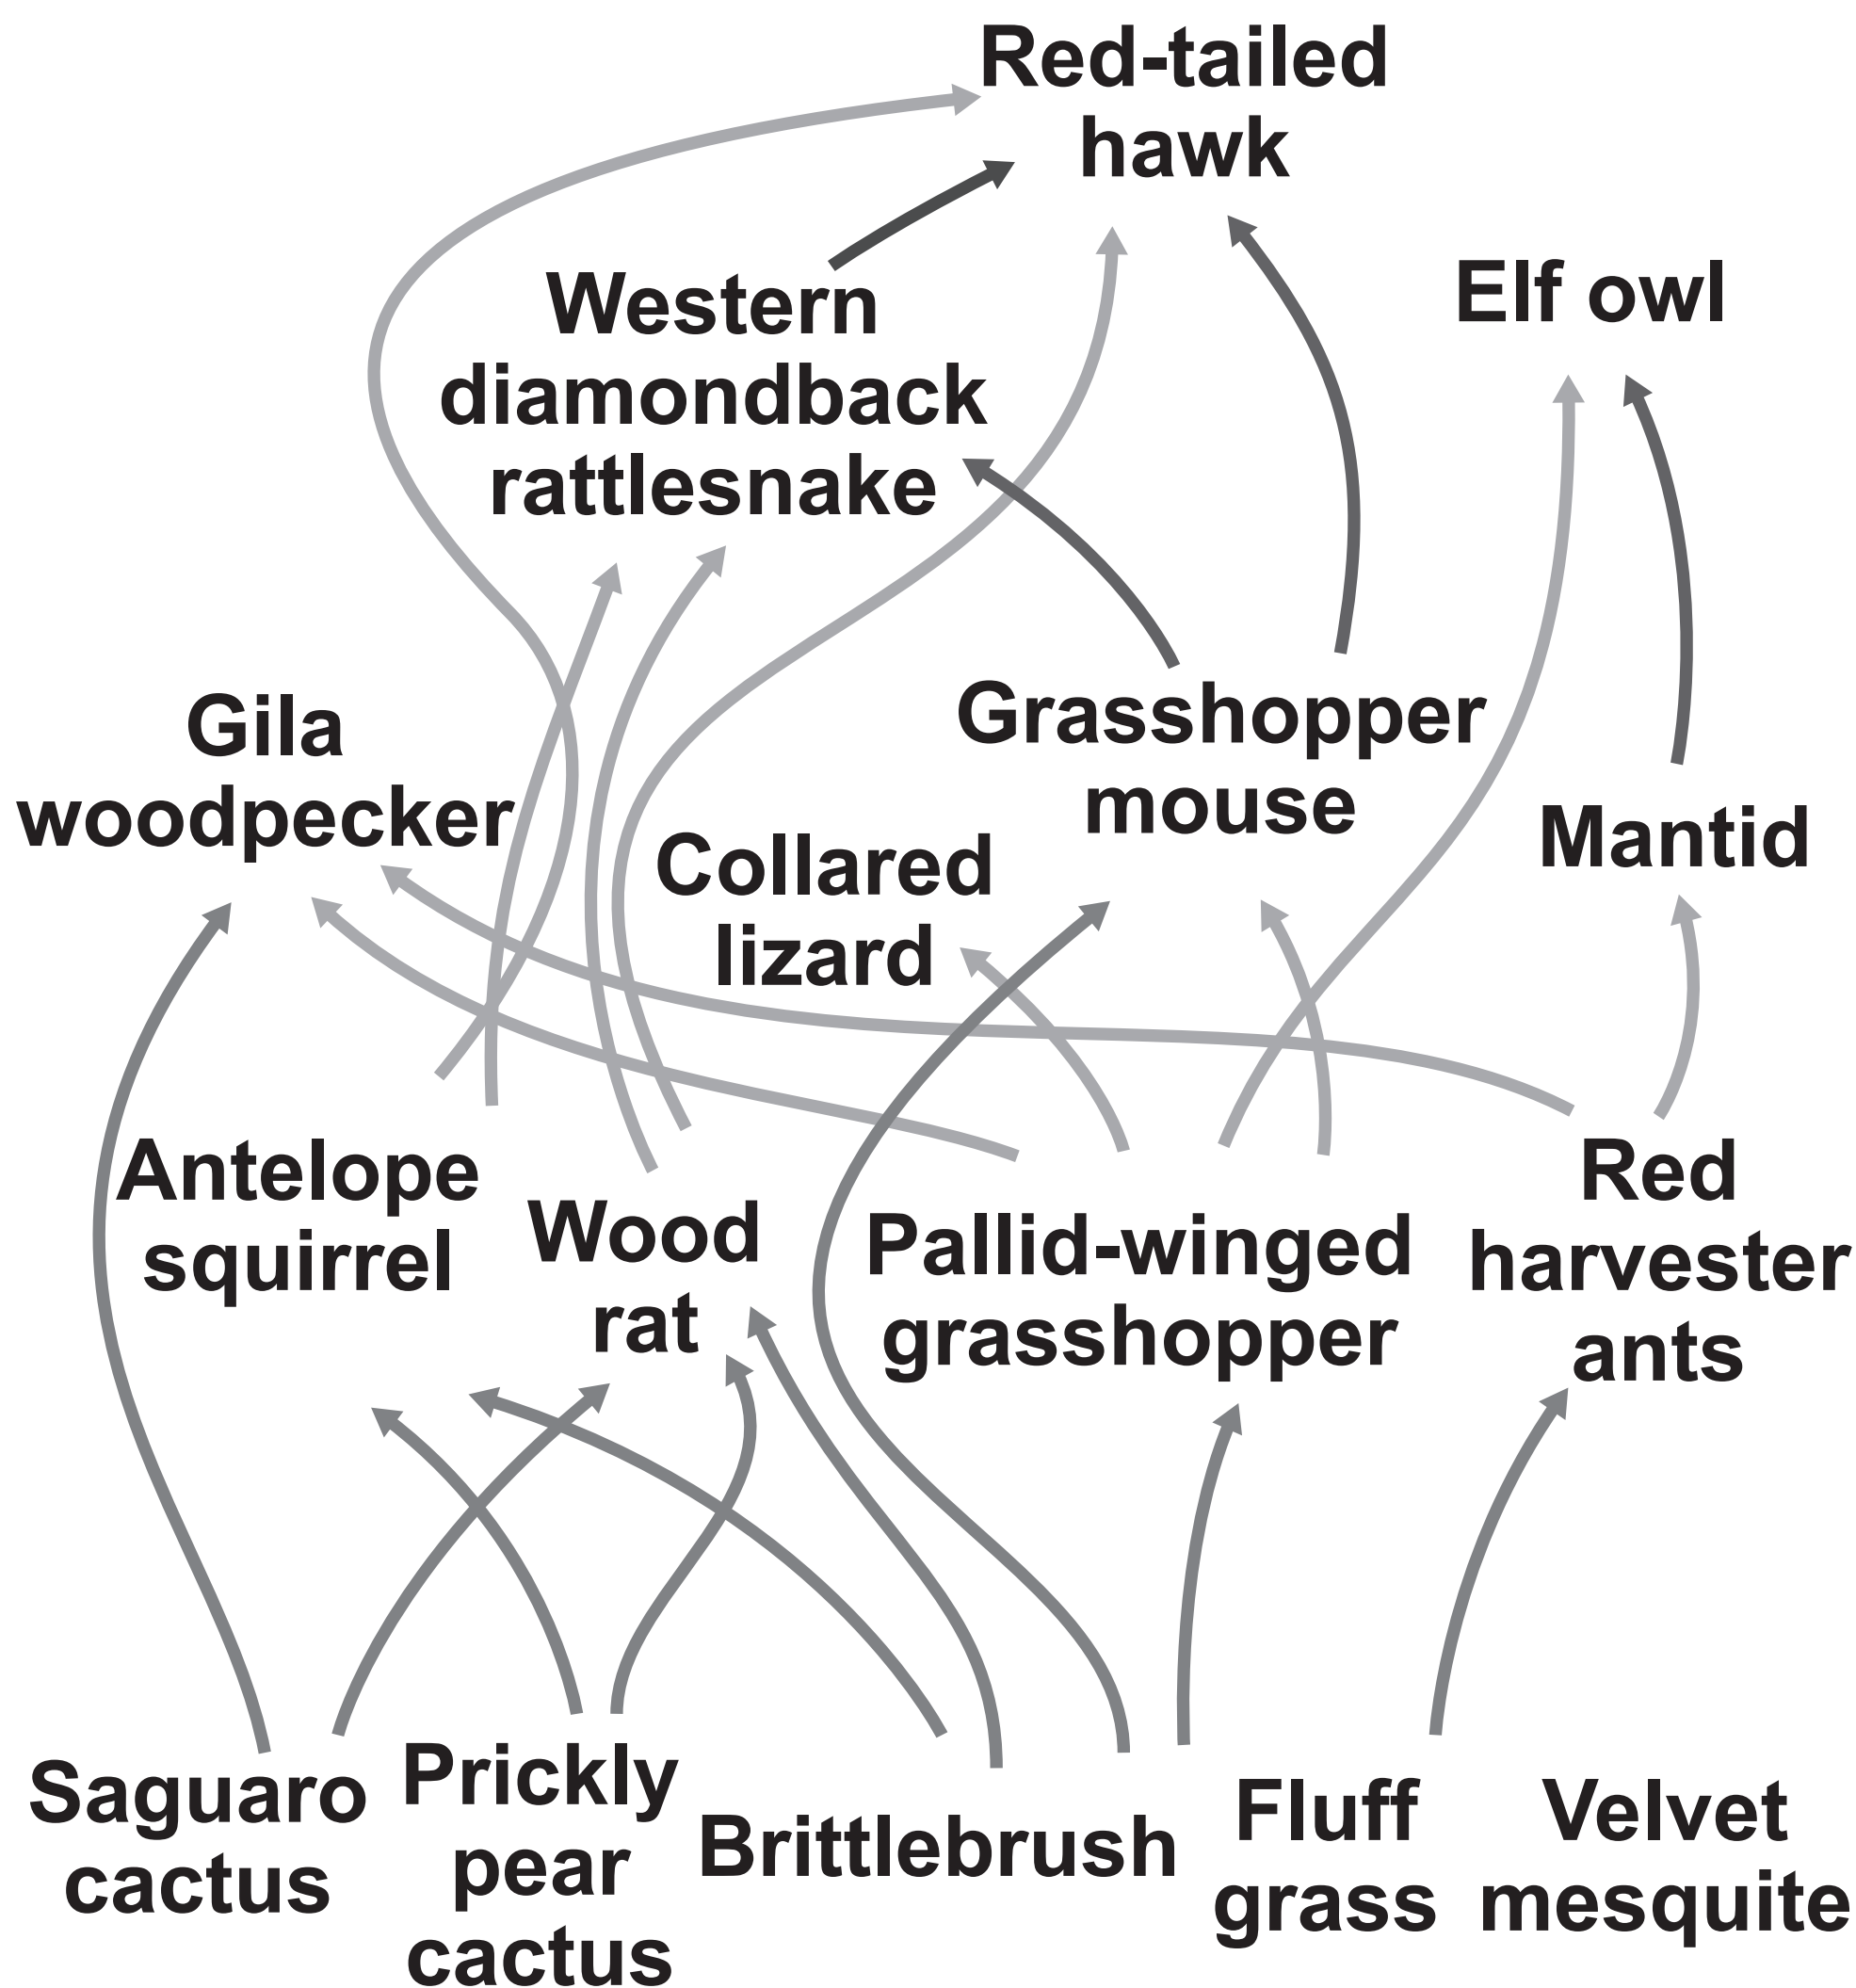 Red-tailed
hawk
Elf owl
Western
diamondback
rattlesnake
Gila
woodpecker
Grasshopper
mouse
Collared
lizard
Mantid
Antelope
squirrel
Wood
rat
Pallid-winged
grasshopper
Red
harvester
ants
Saguaro
cactus
Prickly
pear
cactus
Brittlebrush
Fluff
grass
Velvet
mesquite